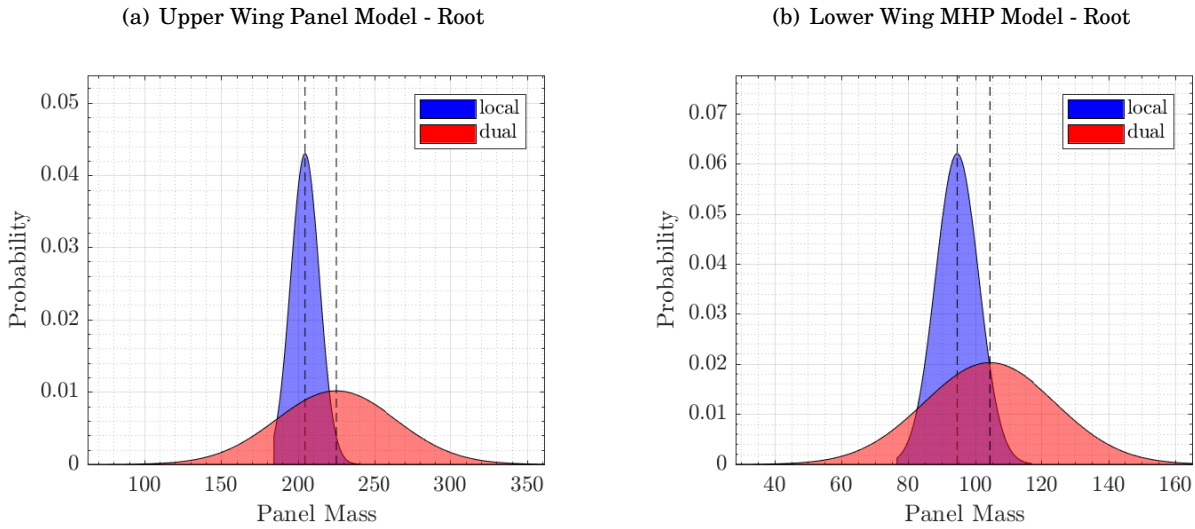 (a) Upper Wing Panel Model - Root
0.05
0.04
0.03
0.02
0.01
0
Probability
100
150
200
250
300
350
Panel Mass
local
dual
(b) Lower Wing MHP Model - Root
0.07
0.06
0.05
0.04
0.03
0.02
0.01
0
Probability
40
60
80
100
120
140
160
Panel Mass
local
dual